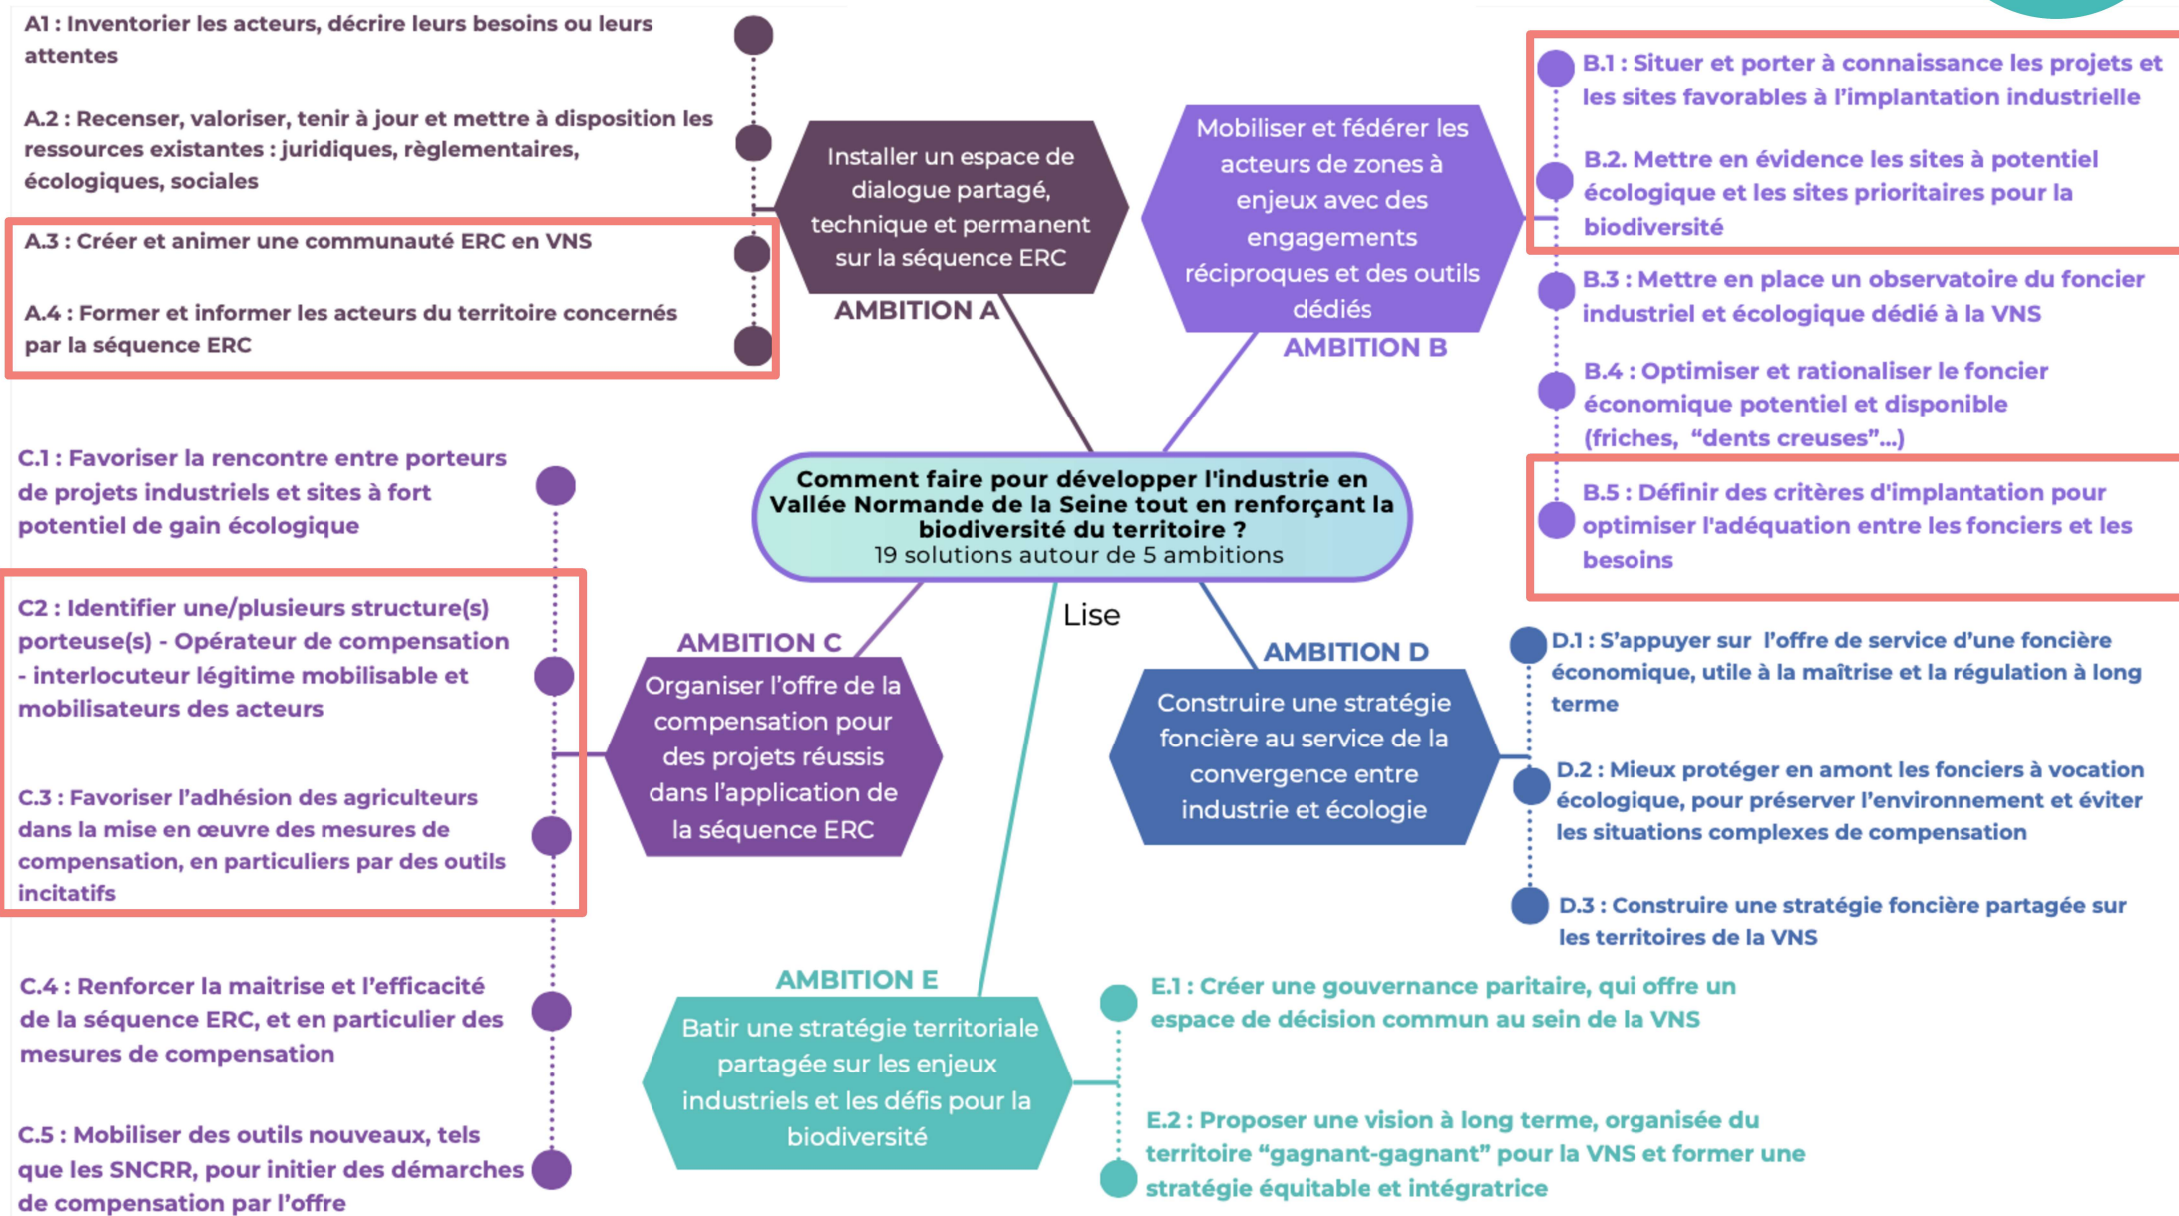 A1 : Inventorier les acteurs, décrire leurs besoins ou leurs
attentes
A.2 : Recenser, valoriser, tenir à jour et mettre à disposition les
ressources existantes : juridiques, règlementaires,
écologiques, sociales
A.3 : Créer et animer une communauté ERC en VNS
A.4 : Former et informer les acteurs du territoire concernés
par la séquence ERC
Installer un espace de
dialogue partagé,
technique et permanent
sur la séquence ERC
AMBITION A
Mobiliser et fédérer les
acteurs de zones à
enjeux avec des
engagements
réciproques et des outils
dédiés
AMBITION B
B.1 : Situer et porter à connaissance les projets et
les sites favorables à l'implantation industrielle
B.2. Mettre en évidence les sites à potentiel
écologique et les sites prioritaires pour la
biodiversité
B.3 : Mettre en place un observatoire du foncier
industriel et écologique dédié à la VNS
B.4 : Optimiser et rationaliser le foncier
économique potentiel et disponible
(friches, “dents creuses”...)
B.5 : Définir des critères d'implantation pour
optimiser l'adéquation entre les fonciers et les
besoins
Comment faire pour développer l'industrie en
Vallée Normande de la Seine tout en renforçant la
biodiversité du territoire ?
19 solutions autour de 5 ambitions
Lise
C.1 : Favoriser la rencontre entre porteurs
de projets industriels et sites à fort
potentiel de gain écologique
C2 : Identifier une/plusieurs structure(s)
porteuse(s) - Opérateur de compensation
- interlocuteur légitime mobilisable et
mobilisateurs des acteurs
C.3 : Favoriser l'adhésion des agriculteurs
dans la mise en œuvre des mesures de
compensation, en particuliers par des outils
incitatifs
C.4 : Renforcer la maitrise et l'efficacité
de la séquence ERC, et en particulier des
mesures de compensation
C.5 : Mobiliser des outils nouveaux, tels
que les SNCRR, pour initier des démarches
de compensation par l'offre
AMBITION C
Organiser l'offre de la
compensation pour
des projets réussis
dans l'application de
la séquence ERC
AMBITION D
Construire une stratégie
foncière au service de la
convergence entre
industrie et écologie
D.1 : S'appuyer sur l'offre de service d'une foncière
économique, utile à la maîtrise et la régulation à long
terme
D.2 : Mieux protéger en amont les fonciers à vocation
écologique, pour préserver l'environnement et éviter
les situations complexes de compensation
D.3 : Construire une stratégie foncière partagée sur
les territoires de la VNS
AMBITION E
Batir une stratégie territoriale
partagée sur les enjeux
industriels et les défis pour la
biodiversité
E.1 : Créer une gouvernance paritaire, qui offre un
espace de décision commun au sein de la VNS
E.2 : Proposer une vision à long terme, organisée du
territoire “gagnant-gagnant” pour la VNS et former une
stratégie équitable et intégratrice